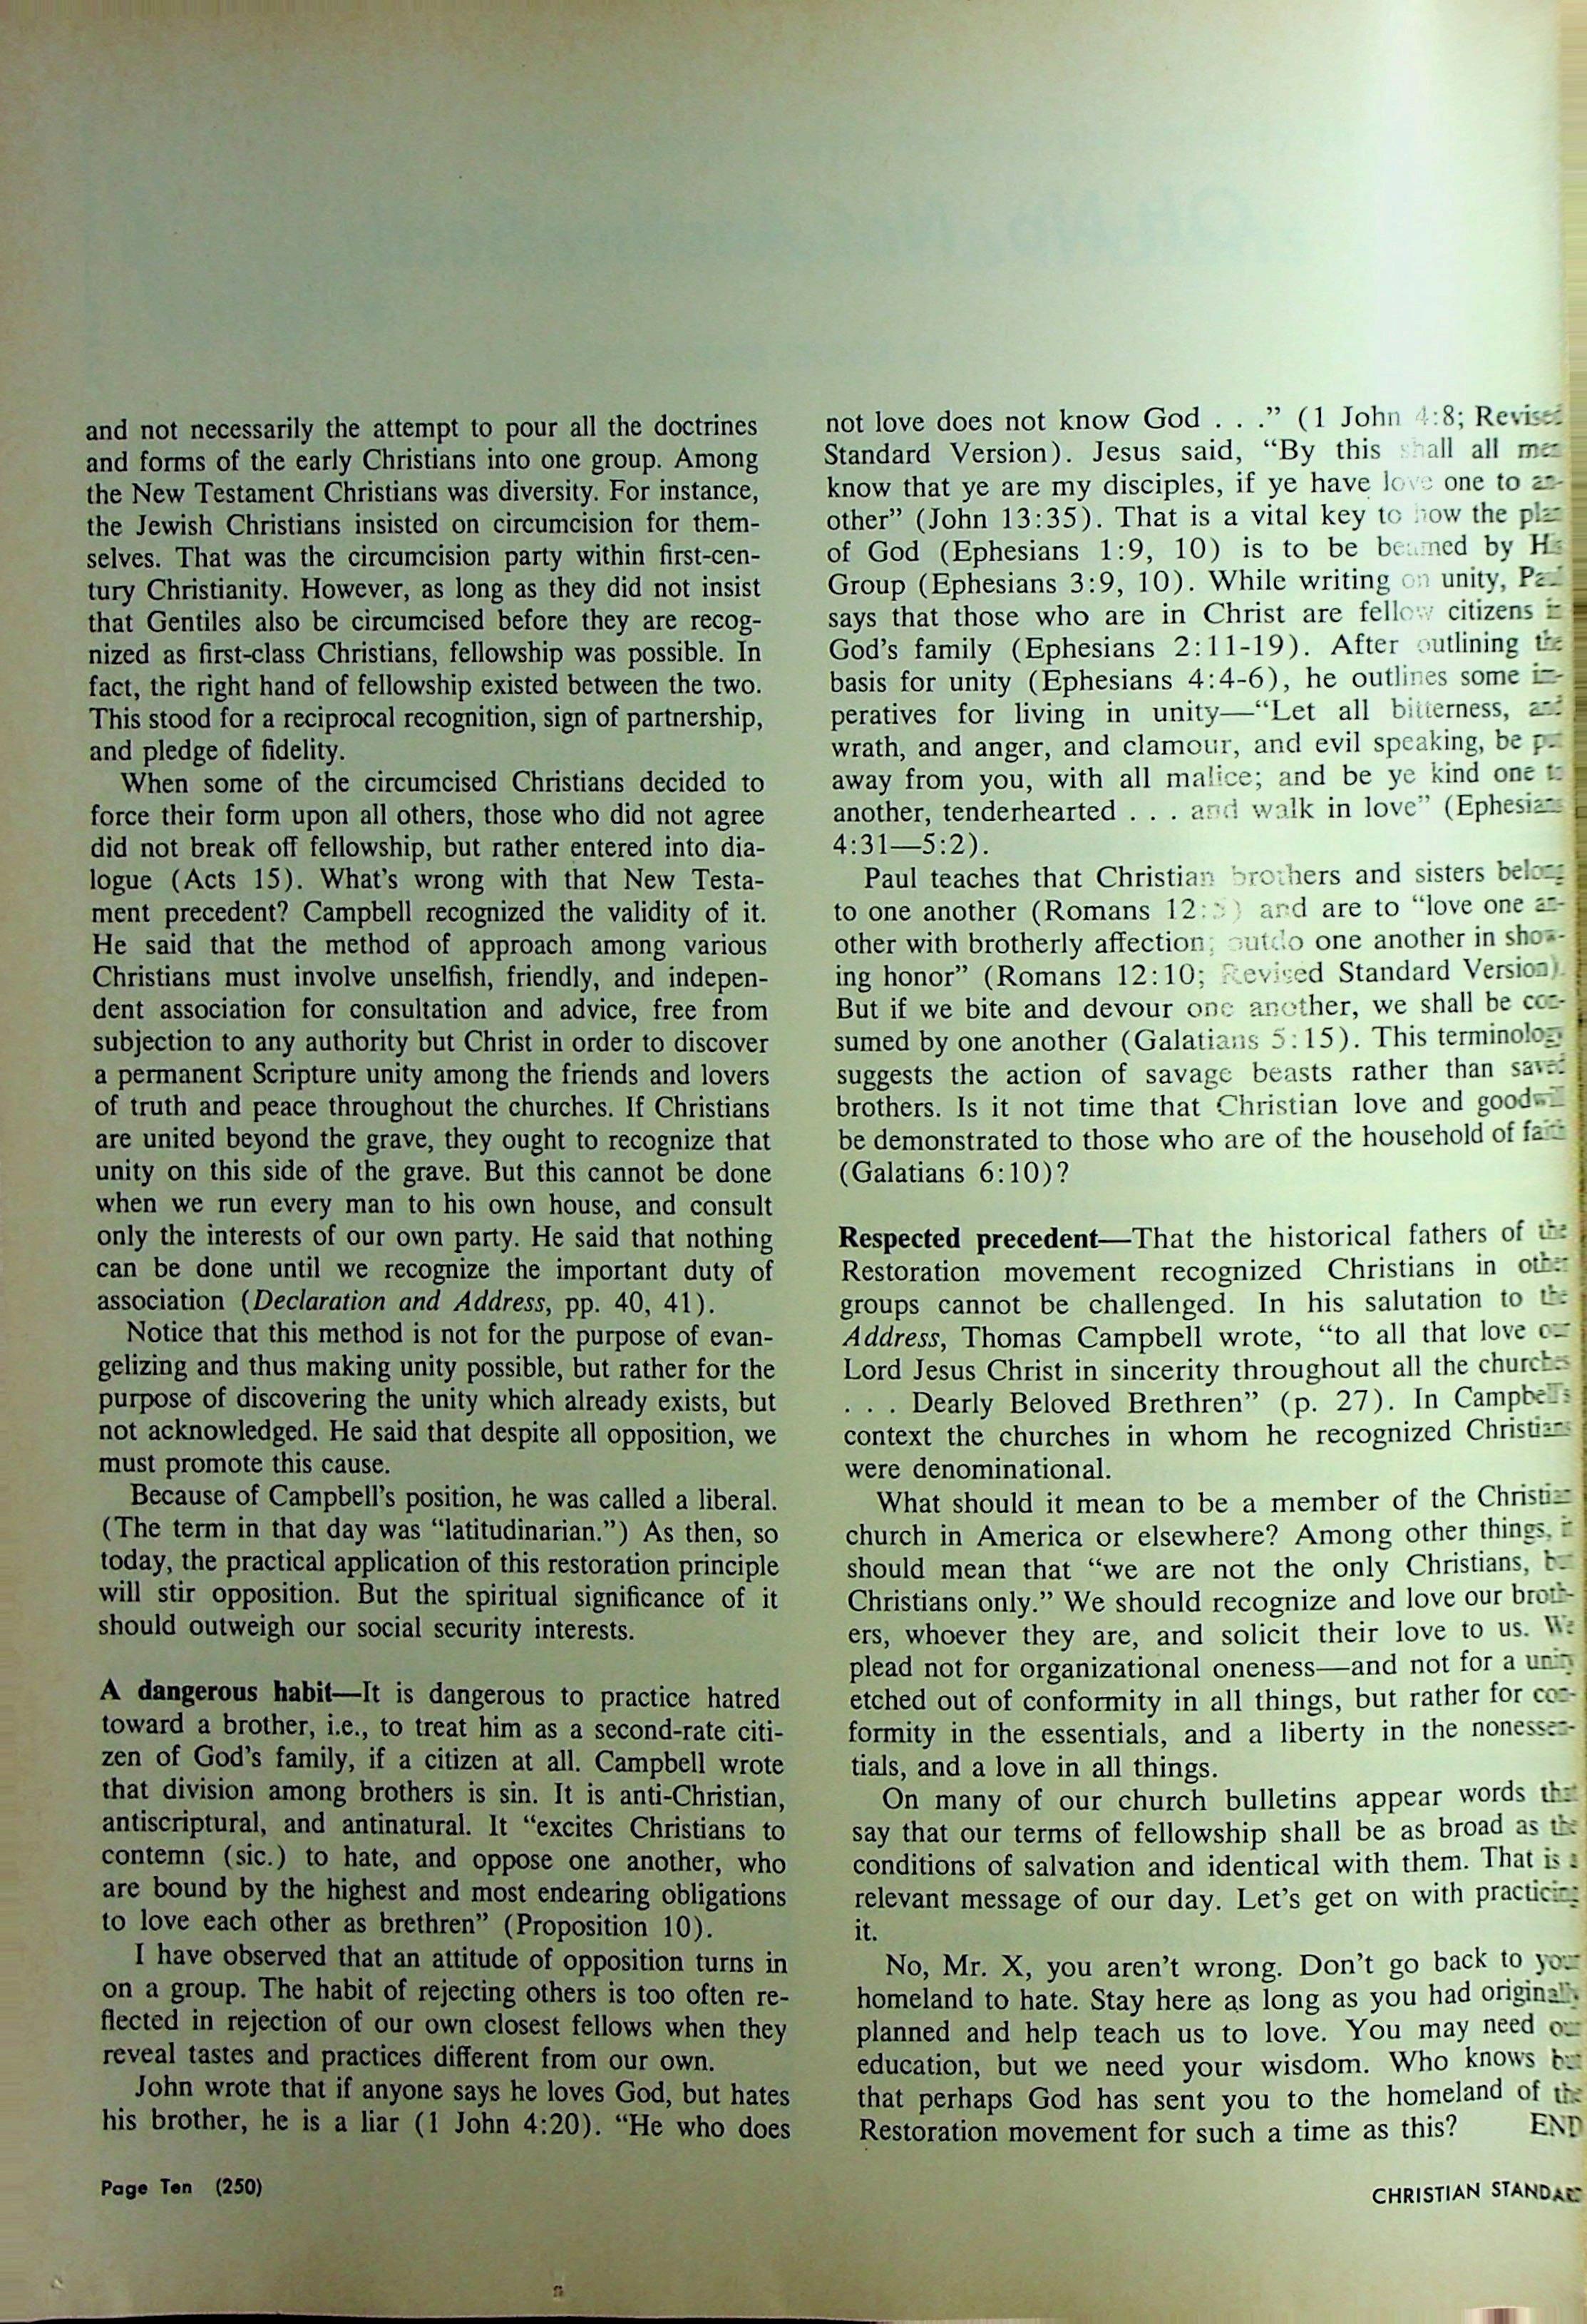 and not necessarily the attempt to pour all the doctrines
and forms of the early Christians into one group. Among
the New Testament Christians was diversity. For instance,
the Jewish Christians insisted on circumcision for them-
selves. That was the circumcision party within first-cen-
tury Christianity. However, as long as they did not insist
that Gentiles also be circumcised before they are recog-
nized as first-class Christians, fellowship was possible. In
fact, the right hand of fellowship existed between the two.
This stood for a reciprocal recognition, sign of partnership,
and pledge of fidelity.
When some of the circumcised Christians decided to
force their form upon all others, those who did not agree
did not break off fellowship, but rather entered into dia-
logue (Acts 15). What's wrong with that New Testa-
ment precedent? Campbell recognized the validity of it.
He said that the method of approach among various
Christians must involve unselfish, friendly, and indepen-
dent association for consultation and advice, free from
subjection to any authority but Christ in order to discover
a permanent Scripture unity among the friends and lovers
of truth and peace throughout the churches. If Christians
are united beyond the grave, they ought to recognize that
unity on this side of the grave. But this cannot be done
when we run every man to his own house, and consult
only the interests of our own party. He said that nothing
can be done until we recognize the important duty of
association (Declaration and Address, pp. 40, 41).
Notice that this method is not for the purpose of evan-
gelizing and thus making unity possible, but rather for the
purpose of discovering the unity which already exists, but
not acknowledged. He said that despite all opposition, we
must promote this cause.
Because of Campbell's position, he was called a liberal.
(The term in that day was "latitudinarian.") As then, so
today, the practical application of this restoration principle
will stir opposition. But the spiritual significance of it
should outweigh our social security interests.
A dangerous habit—It is dangerous to practice hatred
toward a brother, i.e., to treat him as a second-rate citi-
zen of God's family, if a citizen at all. Campbell wrote
that division among brothers is sin. It is anti-Christian,
antiscriptural, and antinatural. It "excites Christians to
contemn (sic.) to hate, and oppose one another, who
are bound by the highest and most endearing obligations
to love each other as brethren" (Proposition 10).
I have observed that an attitude of opposition turns in
on a group. The habit of rejecting others is too often re-
flected in rejection of our own closest fellows when they
reveal tastes and practices different from our own.
John wrote that if anyone says he loves God, but hates
his brother, he is a liar (1 John 4:20). "He who does
not love does not know God . . ." (1 John 4:8; Revised
Standard Version). Jesus said, "By this shall all men
know that ye are my disciples, if ye have love one to an-
other" (John 13:35). That is a vital key to how the plan
of God (Ephesians 1:9, 10) is to be beamed by His
Group (Ephesians 3:9, 10). While writing on unity, Paul
says that those who are in Christ are fellow citizens in
God's family (Ephesians 2:11-19). After outlining the
basis for unity (Ephesians 4:4-6), he outlines some im-
peratives for living in unity—"Let all bitterness, and
wrath, and anger, and clamour, and evil speaking, be put
away from you, with all malice; and be ye kind one to
another, tenderhearted . . . and walk in love" (Ephesians
4:31—5:2).
Paul teaches that Christian brothers and sisters belong
to one another (Romans 12:5) and are to "love one an-
other with brotherly affection; outdo one another in show-
ing honor" (Romans 12:10; Revised Standard Version).
But if we bite and devour one another, we shall be con-
sumed by one another (Galatians 5:15). This terminology
suggests the action of savage beasts rather than saved
brothers. Is it not time that Christian love and goodwill
be demonstrated to those who are of the household of faith
(Galatians 6:10)?
Respected precedent—That the historical fathers of the
Restoration movement recognized Christians in other
groups cannot be challenged. In his salutation to the
Address, Thomas Campbell wrote, "to all that love our
Lord Jesus Christ in sincerity throughout all the churches
. . . Dearly Beloved Brethren" (p. 27). In Campbell's
context the churches in whom he recognized Christians
were denominational.
What should it mean to be a member of the Christian
church in America or elsewhere? Among other things, it
should mean that "we are not the only Christians, but
Christians only." We should recognize and love our broth-
ers, whoever they are, and solicit their love to us. We
plead not for organizational oneness—and not for a unity
etched out of conformity in all things, but rather for con-
formity in the essentials, and a liberty in the nonessen-
tials, and a love in all things.
On many of our church bulletins appear words that
say that our terms of fellowship shall be as broad as the
conditions of salvation and identical with them. That is a
relevant message of our day. Let's get on with practicing
it.
No, Mr. X, you aren't wrong. Don't go back to your
homeland to hate. Stay here as long as you had originally
planned and help teach us to love. You may need our
education, but we need your wisdom. Who knows but
that perhaps God has sent you to the homeland of the
Restoration movement for such a time as this? END
Page Ten (250)
CHRISTIAN STANDARD